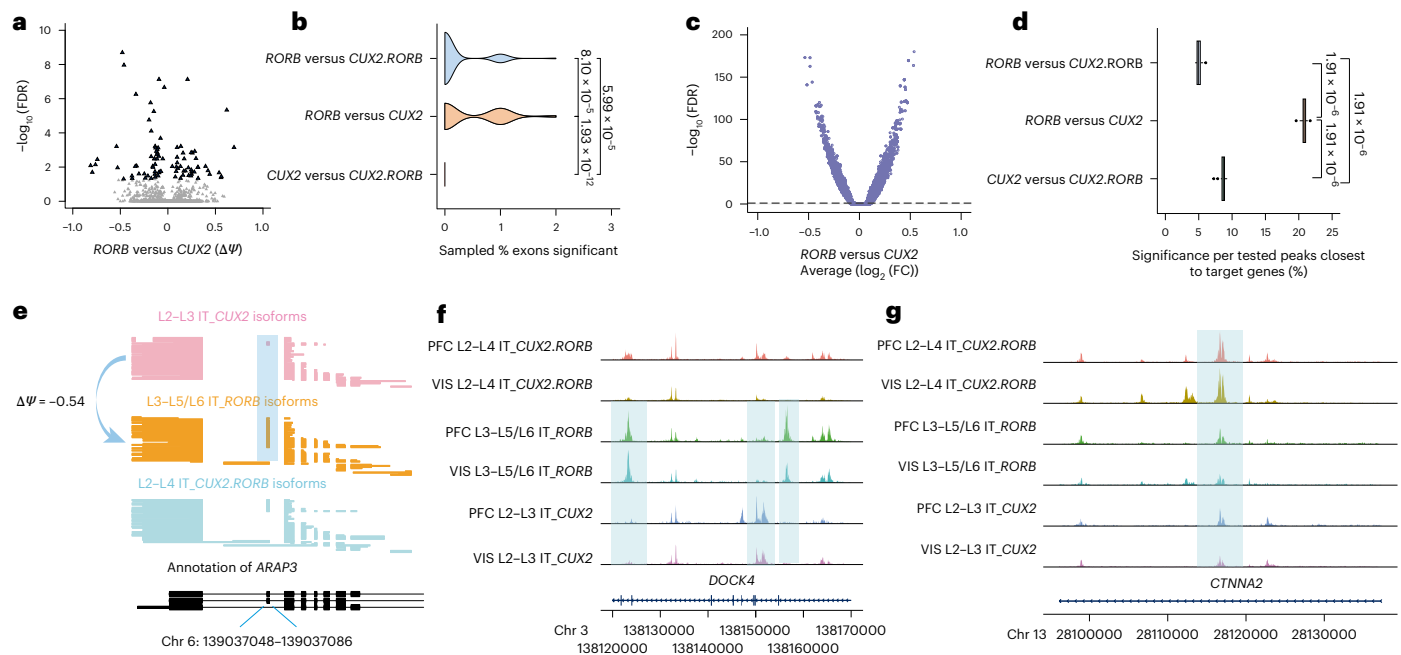 a
10
8
6
4
2
0
−log10 (FDR)
−1.0 −0.5 0 0.5 1.0
RORB versus CUX2 (ΔΨ)
b
RORB versus CUX2.RORB
RORB versus CUX2
CUX2 versus CUX2.RORB
8.10 × 10−5
1.93 × 10−12
5.99 × 10−5
0 1 2 3
Sampled % exons significant
c
200
150
100
50
0
−log10 (FDR)
−1.0 −0.5 0 0.5 1.0
RORB versus CUX2
Average (log2 (FC))
d
RORB versus CUX2.RORB
RORB versus CUX2
CUX2 versus CUX2.RORB
1.91 × 10−6
1.91 × 10−6
1.91 × 10−6
0 5 10 15 20 25
Significance per tested peaks closest
to target genes (%)
e
L2–L3 IT_CUX2 isoforms
ΔΨ = −0.54
L3–L5/L6 IT_RORB isoforms
L2–L4 IT_CUX2.RORB isoforms
Annotation of ARAP3
Chr 6: 139037048–139037086
f
PFC L2–L4 IT_CUX2.RORB
VIS L2–L4 IT_CUX2.RORB
PFC L3–L5/L6 IT_RORB
VIS L3–L5/L6 IT_RORB
PFC L2–L3 IT_CUX2
VIS L2–L3 IT_CUX2
DOCK4
Chr 3 138130000 138150000 138170000
138120000 138140000 138160000
g
PFC L2–L4 IT_CUX2.RORB
VIS L2–L4 IT_CUX2.RORB
PFC L3–L5/L6 IT_RORB
VIS L3–L5/L6 IT_RORB
PFC L2–L3 IT_CUX2
VIS L2–L3 IT_CUX2
CTNNA2
Chr 13 28100000 28110000 28120000 28130000